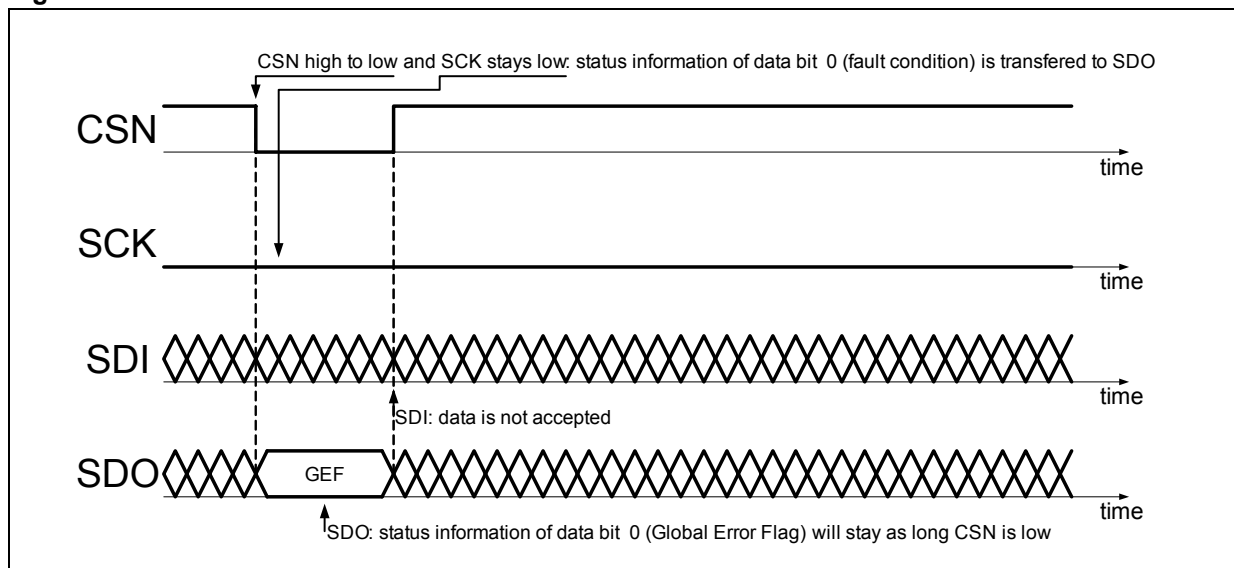 CSN high to low and SCK stays low: status information of data bit 0 (fault condition) is transfered to SDO
CSN
time
SCK
time
SDI
time
SDI: data is not accepted
SDO
GEF
time
SDO: status information of data bit 0 (Global Error Flag) will stay as long CSN is low